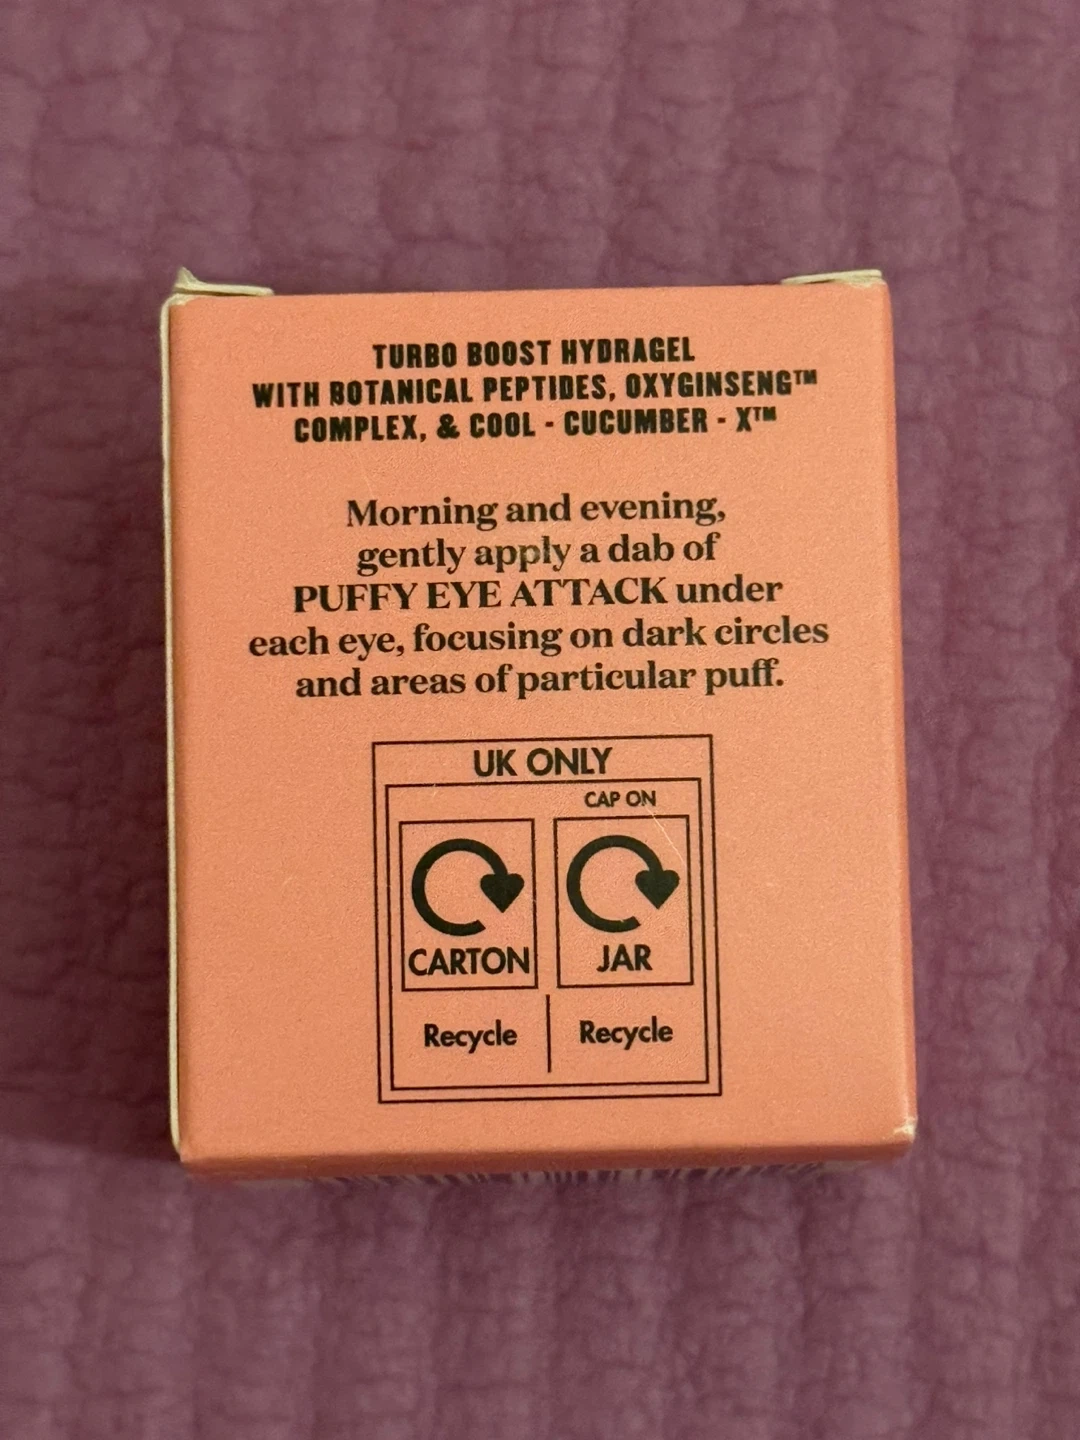 TURBO BOOST HYDRAGEL
WITH BOTANICAL PEPTIDES, OXYGINSENG™
COMPLEX, & COOL - CUCUMBER - X™
Morning and evening,
gently apply a dab of
PUFFY EYE ATTACK under
each eye, focusing on dark circles
and areas of particular puff.
UK ONLY
CAP ON
CARTON
JAR
Recycle
Recycle